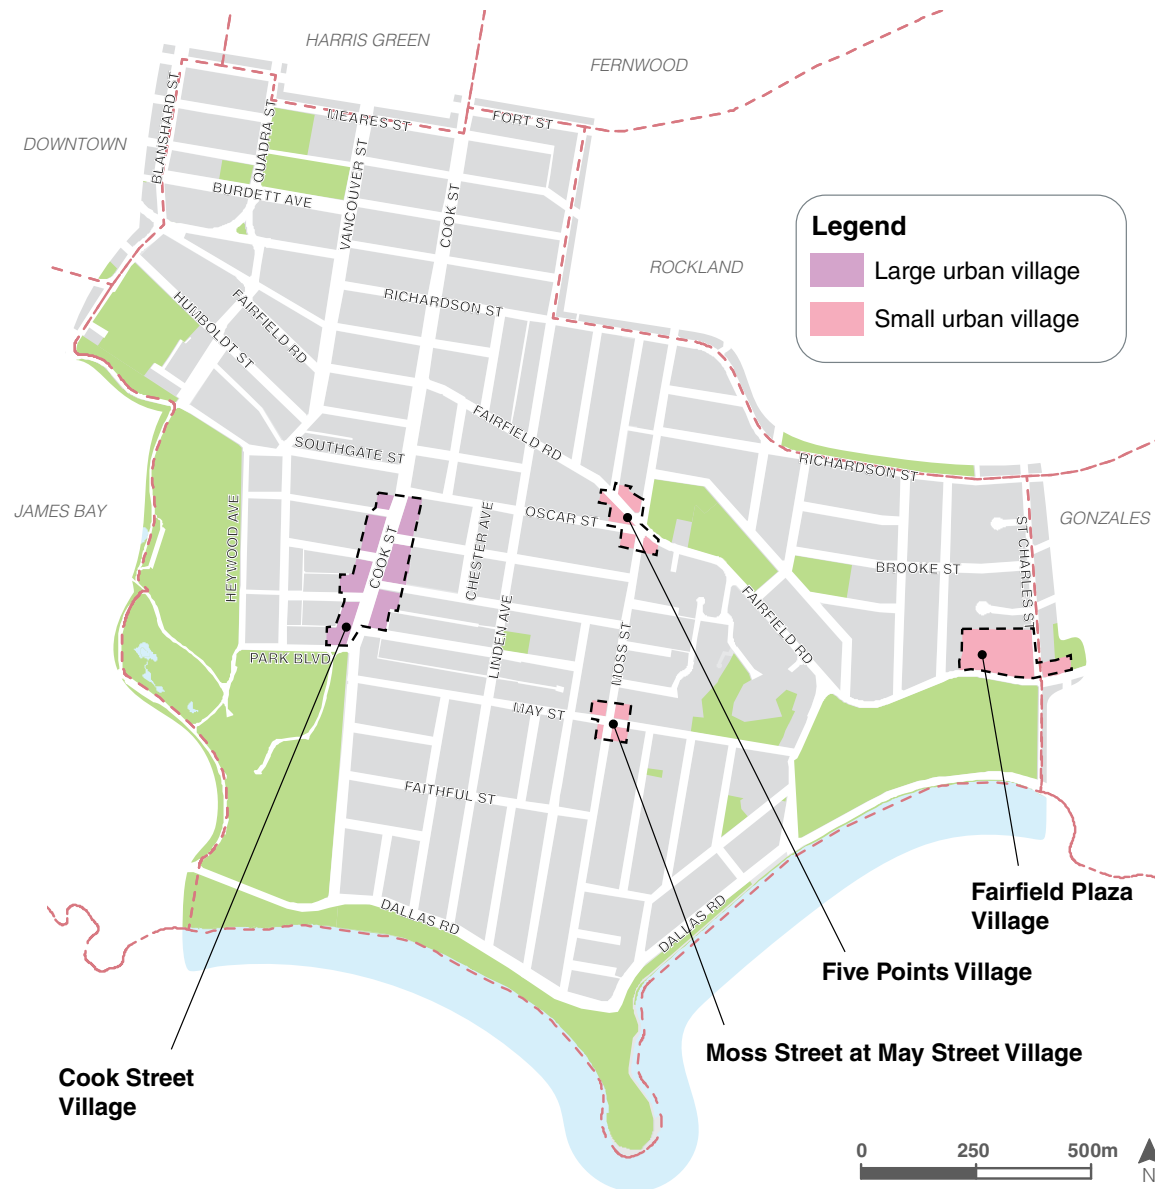 HARRIS GREEN
FERNWOOD
DOWNTOWN
BLANSHARD ST
QUADRA ST
MEARES ST
FORT ST
BURDETT AVE
VANCOUVER ST
COOK ST
ROCKLAND
Legend
Large urban village
Small urban village
HUMBOLDT ST
FAIRFIELD RD
RICHARDSON ST
FAIRFIELD RD
SOUTHGATE ST
RICHARDSON ST
JAMES BAY
HEYWOOD AVE
COOK ST
CHESTER AVE
OSCAR ST
ST CHARLES ST
GONZALES
BROOKE ST
FAIRFIELD RD
LINDEN AVE
MOSS ST
PARK BLVD
MAY ST
FAITHFUL ST
DALLAS RD
DALLAS RD
Fairfield Plaza
Village
Five Points Village
Moss Street at May Street Village
Cook Street
Village
0 250 500m
N